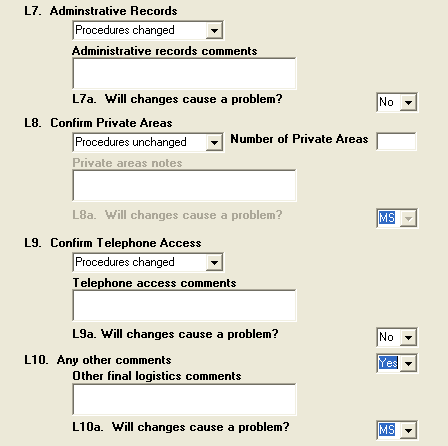 L7. Adminstrative Records
Procedures changed
Administrative records comments
L7a. Will changes cause a problem? No
L8. Confirm Private Areas
Procedures unchanged Number of Private Areas
Private areas notes
L8a. Will changes cause a problem? MS
L9. Confirm Telephone Access
Procedures changed
Telephone access comments
L9a. Will changes cause a problem? No
L10. Any other comments Yes
Other final logistics comments
L10a. Will changes cause a problem? MS